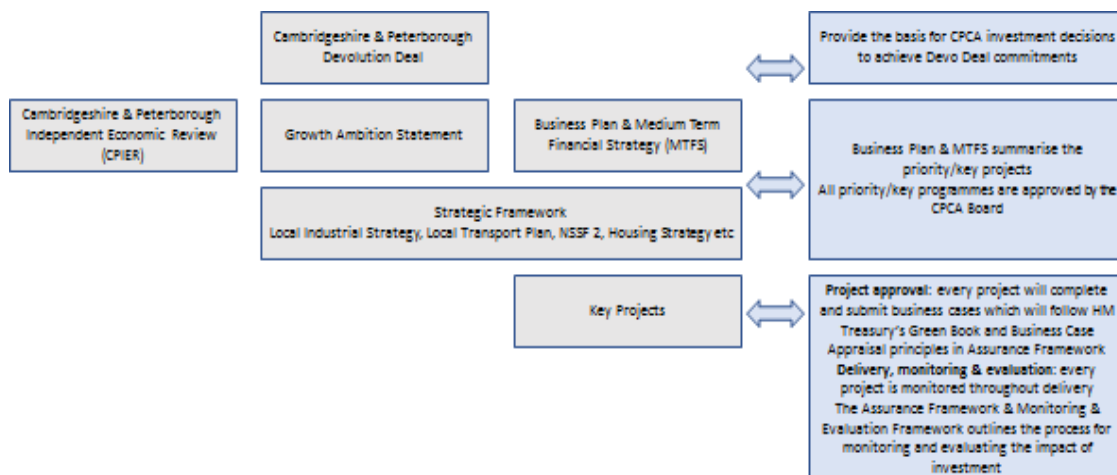 Cambridgeshire & Peterborough
Devolution Deal
Provide the basis for CPCA investment decisions
to achieve Devo Deal commitments
Cambridgeshire & Peterborough
Independent Economic Review
(CPIER)
Growth Ambition Statement
Business Plan & Medium Term
Financial Strategy (MTFS)
Business Plan & MTFS summarise the
priority/key projects
All priority/key programmes are approved by the
CPCA Board
Strategic Framework
Local Industrial Strategy, Local Transport Plan, NSSF 2, Housing Strategy etc
Key Projects
Project approval: every project will complete
and submit business cases which will follow HM
Treasury's Green Book and Business Case
Appraisal principles in Assurance Framework
Delivery, monitoring & evaluation: every
project is monitored throughout delivery
The Assurance Framework & Monitoring &
Evaluation Framework outlines the process for
monitoring and evaluating the impact of
investment